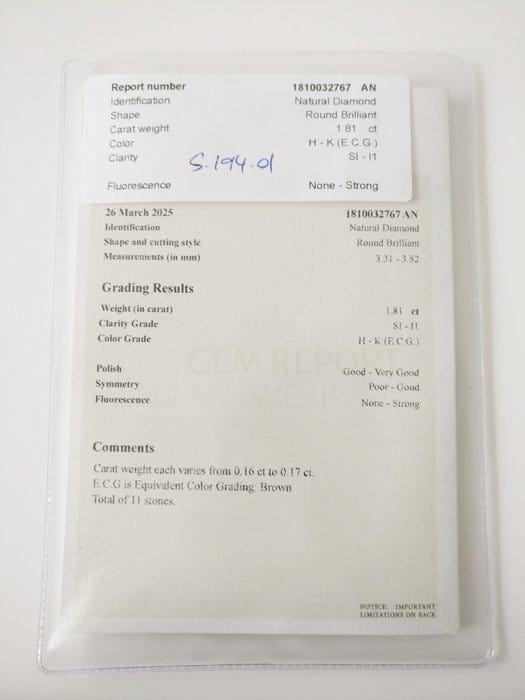 Report number 1810032767 AN
Identification Natural Diamond
Shape Round Brilliant
Carat weight 1.81 ct
Color H - K (E.C.G.)
Clarity SI - I1
S-194-01
Fluorescence None - Strong
26 March 2025 1810032767 AN
Identification Natural Diamond
Shape and cutting style Round Brilliant
Measurements (in mm) 3.31 - 3.52
Grading Results
Weight (in carat) 1.81 ct
Clarity Grade SI - I1
Color Grade H - K (E.C.G.)
GEM REPORT
ANTWERP
Polish Good - Very Good
Symmetry Poor - Good
Fluorescence None - Strong
Comments
Carat weight each varies from 0.16 ct to 0.17 ct.
E.C.G is Equivalent Color Grading: Brown
Total of 11 stones.
NOTICE: IMPORTANT
LIMITATIONS ON BACK